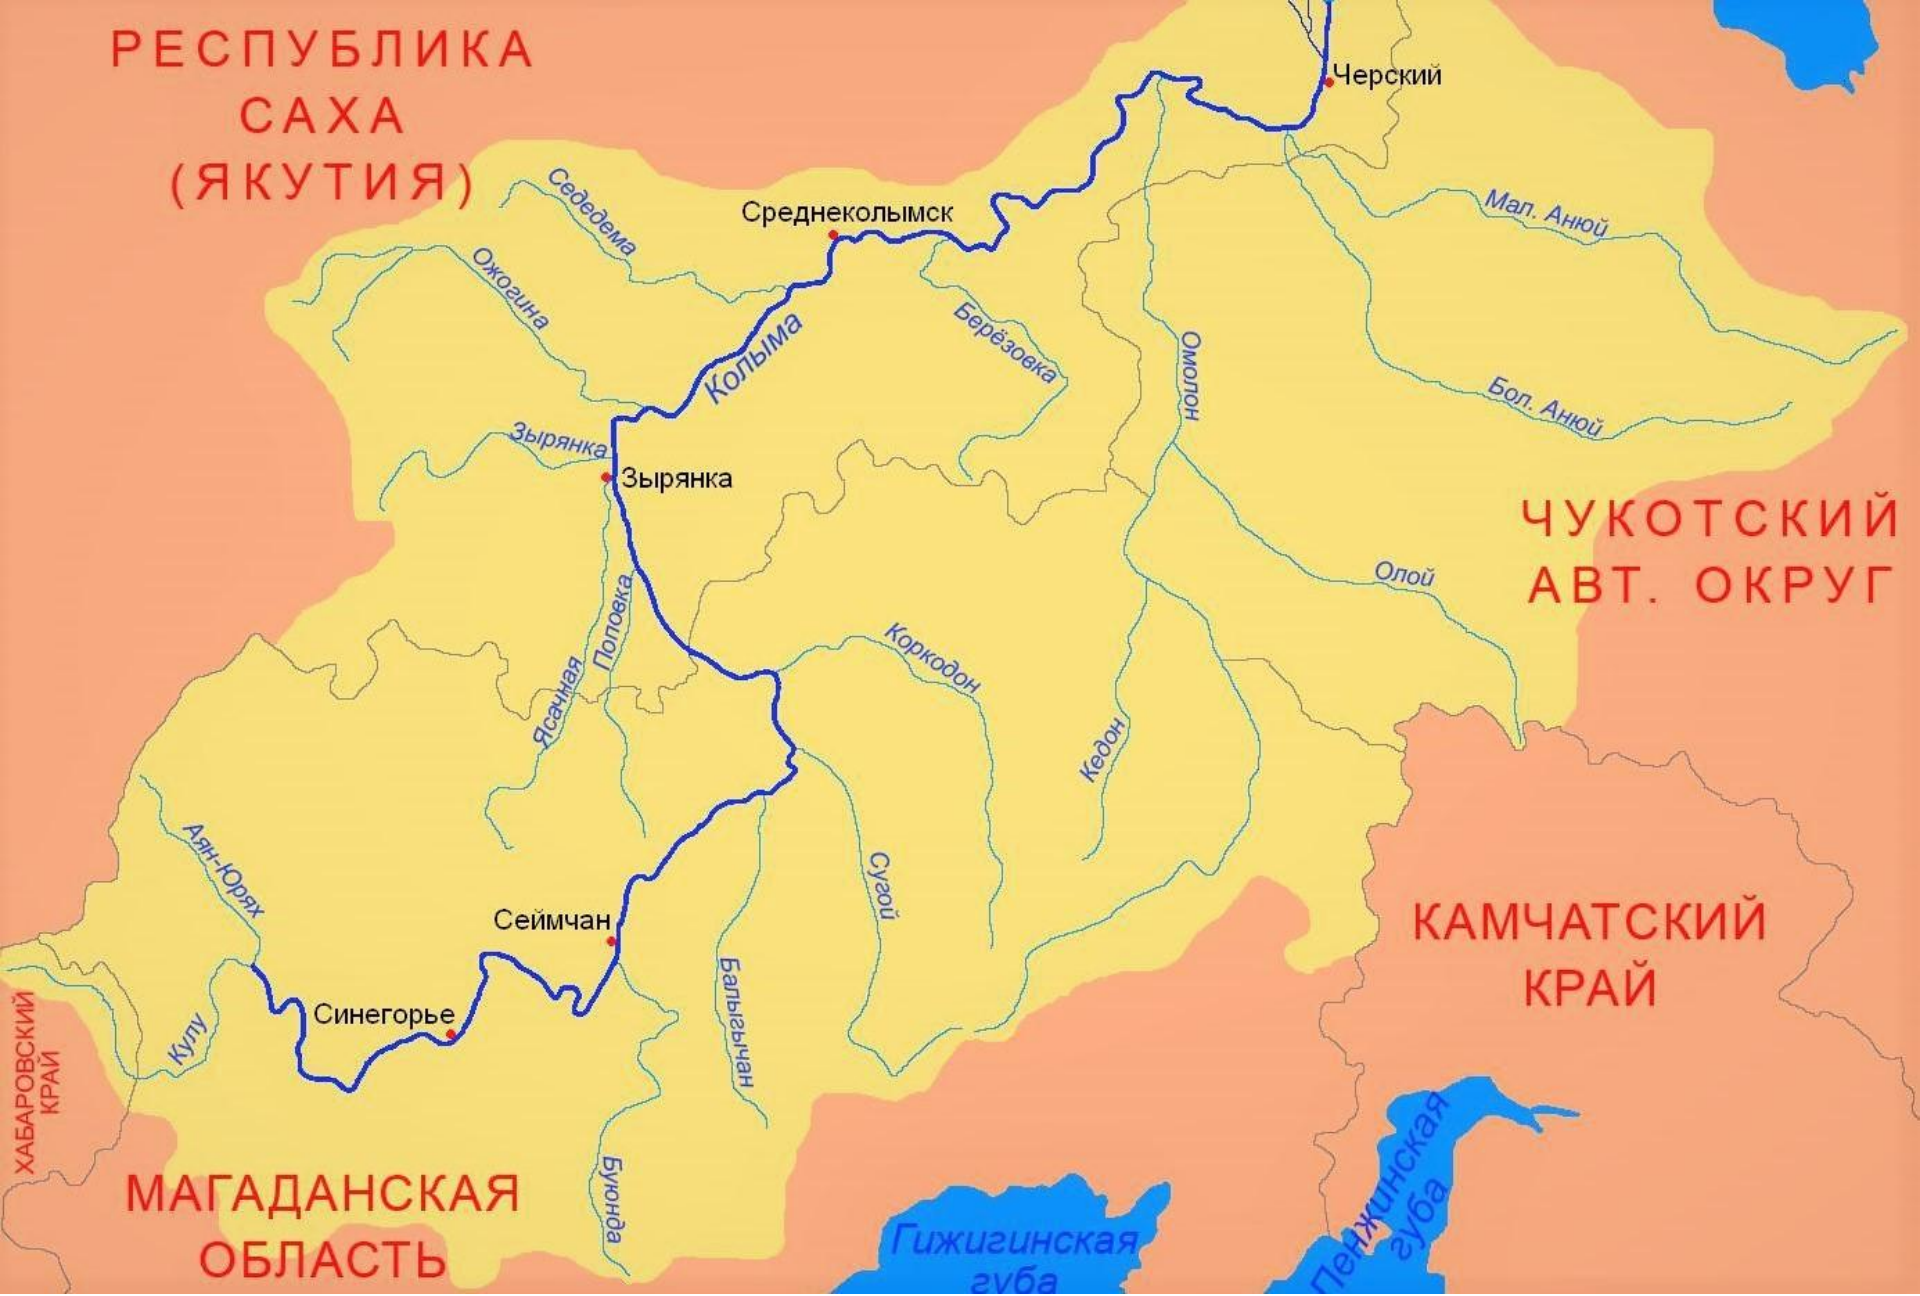 РЕСПУБЛИКА
САХА
(ЯКУТИЯ)
Черский
Седедема
Среднеколымск
Мал. Анюй
Ожогина
Колыма
Берёзовка
Омолон
Бол. Анюй
Зырянка
Зырянка
ЧУКОТСКИЙ
АВТ. ОКРУГ
Олой
Поповка
Ясачная
Коркодон
Кедон
Аян-Юрях
Сугой
Сеймчан
Балыгычан
КАМЧАТСКИЙ
КРАЙ
Синегорье
Кулу
ХАБАРОВСКИЙ
КРАЙ
Буюнда
МАГАДАНСКАЯ
ОБЛАСТЬ
Гижигинская
губа
Пенжинская
губа